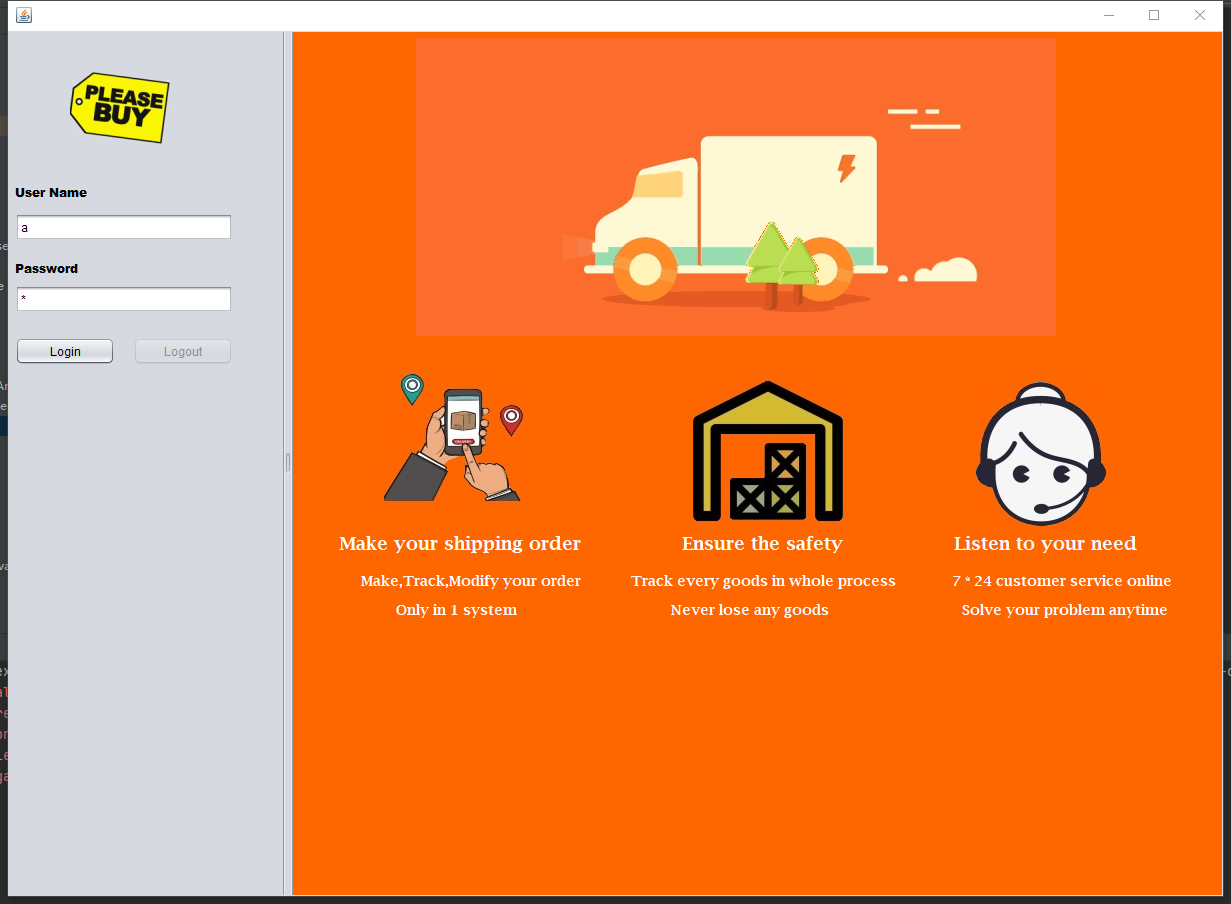 PLEASE
BUY
User Name
a
Password
*
Login
Logout
DELIVERY
Make your shipping order
Make,Track,Modify your order
Only in 1 system
Ensure the safety
Track every goods in whole process
Never lose any goods
Listen to your need
7 * 24 customer service online
Solve your problem anytime